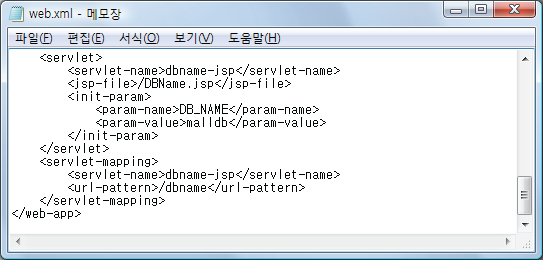 web.xml - 메모장
파일(F) 편집(E) 서식(O) 보기(V) 도움말(H)
<servlet>
<servlet-name>dbname-jsp</servlet-name>
<jsp-file>/DBName.jsp</jsp-file>
<init-param>
<param-name>DB_NAME</param-name>
<param-value>malldb</param-value>
</init-param>
</servlet>
<servlet-mapping>
<servlet-name>dbname-jsp</servlet-name>
<url-pattern>/dbname</url-pattern>
</servlet-mapping>
</web-app>